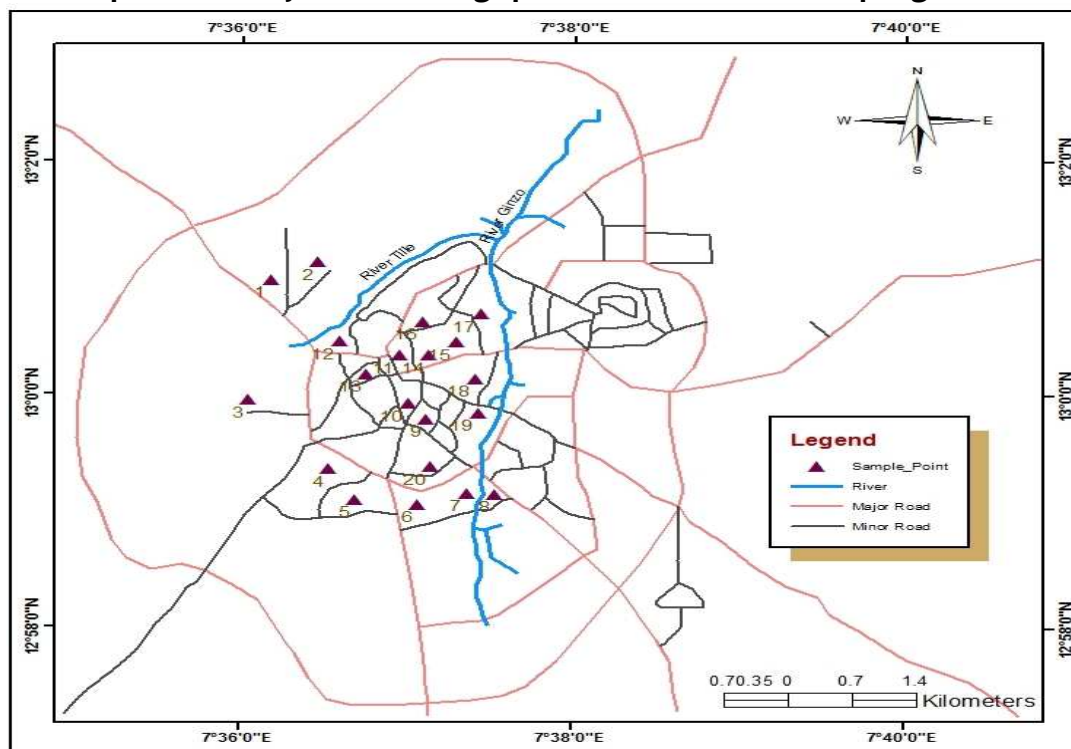 7°36'0"E 7°38'0"E 7°40'0"E
N
W E
S
13°2'0"N 13°2'0"N
River Ginzo
River Tille
2
1
17
16
12 11 14 15
13 18
3 10 19
9
4 20
5 6 7 8
13°0'0"N 13°0'0"N
Legend
Sample_Point
River
Major Road
Minor Road
12°58'0"N 12°58'0"N
0.70.35 0 0.7 1.4
Kilometers
7°36'0"E 7°38'0"E 7°40'0"E